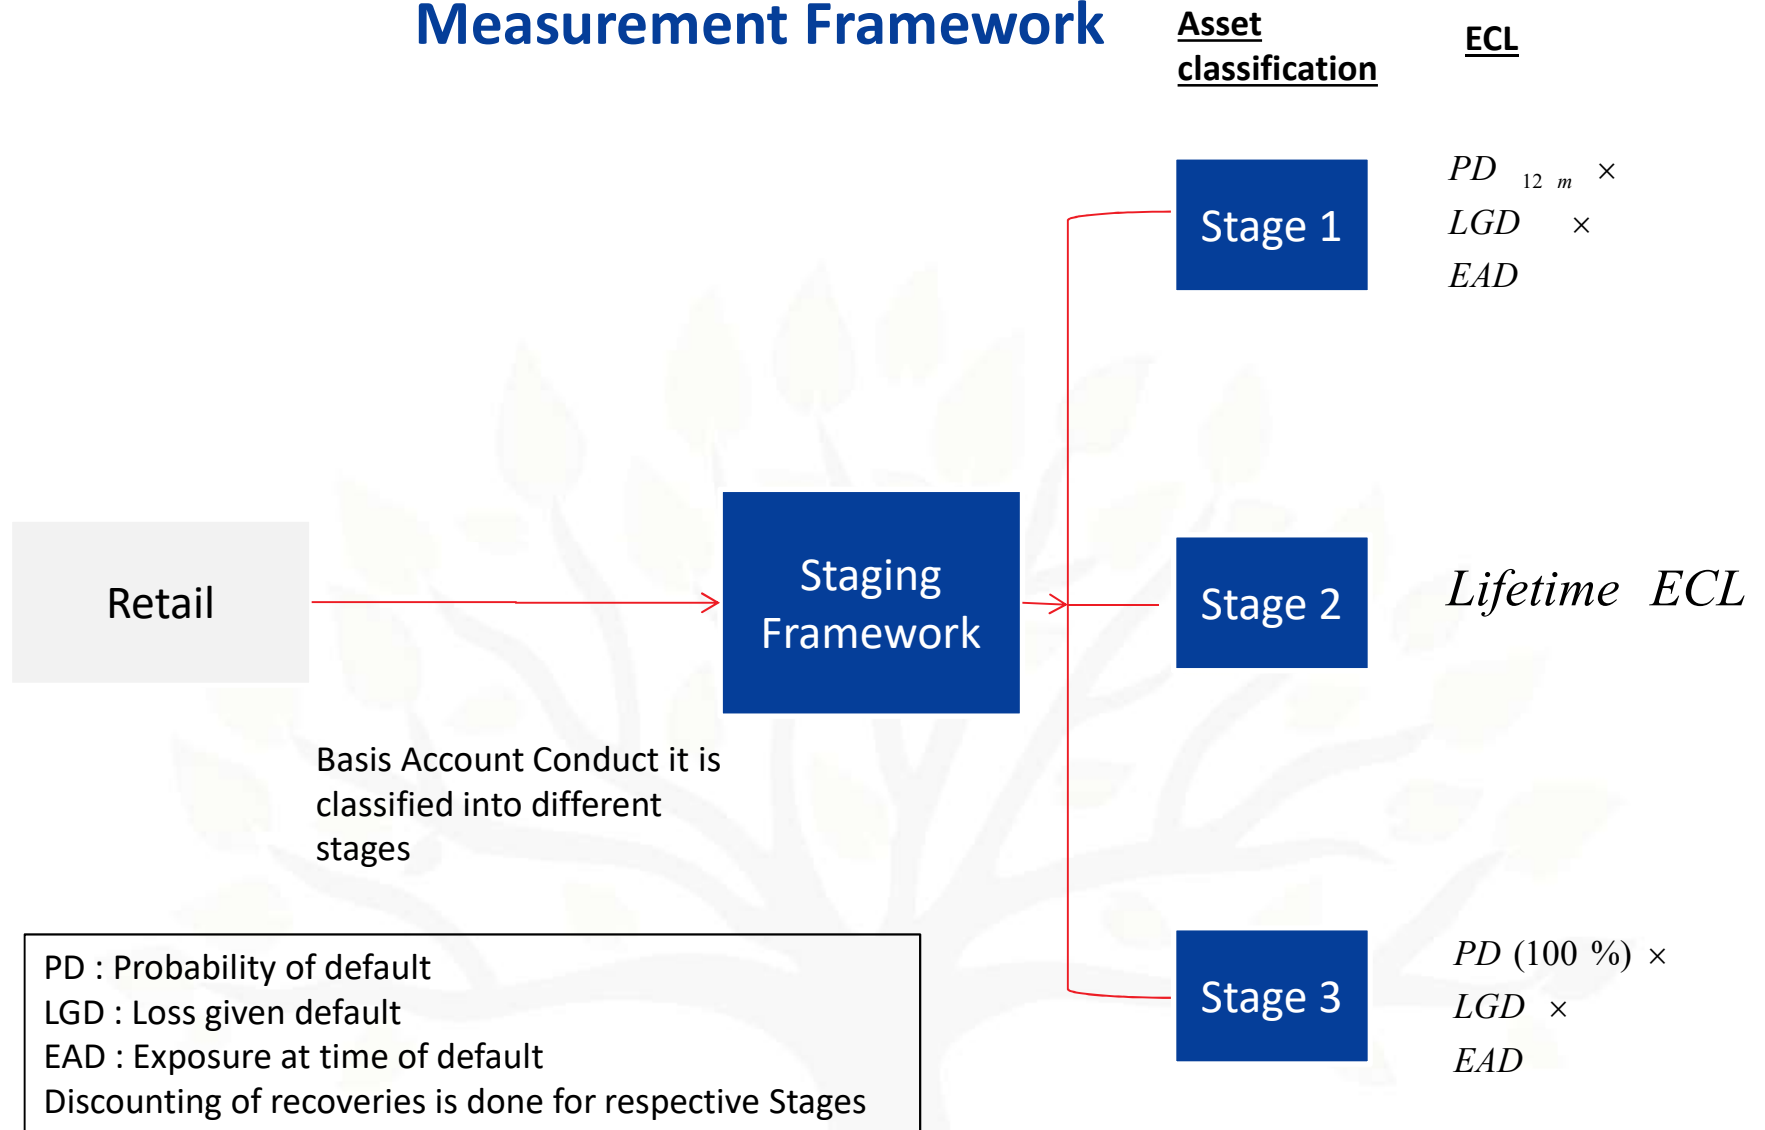 Measurement Framework
Asset
classification
ECL
Stage 1
PD 12 m ×
LGD ×
EAD
Retail
Staging
Framework
Stage 2
Lifetime ECL
Basis Account Conduct it is
classified into different
stages
Stage 3
PD (100 %) ×
LGD ×
EAD
PD : Probability of default
LGD : Loss given default
EAD : Exposure at time of default
Discounting of recoveries is done for respective Stages